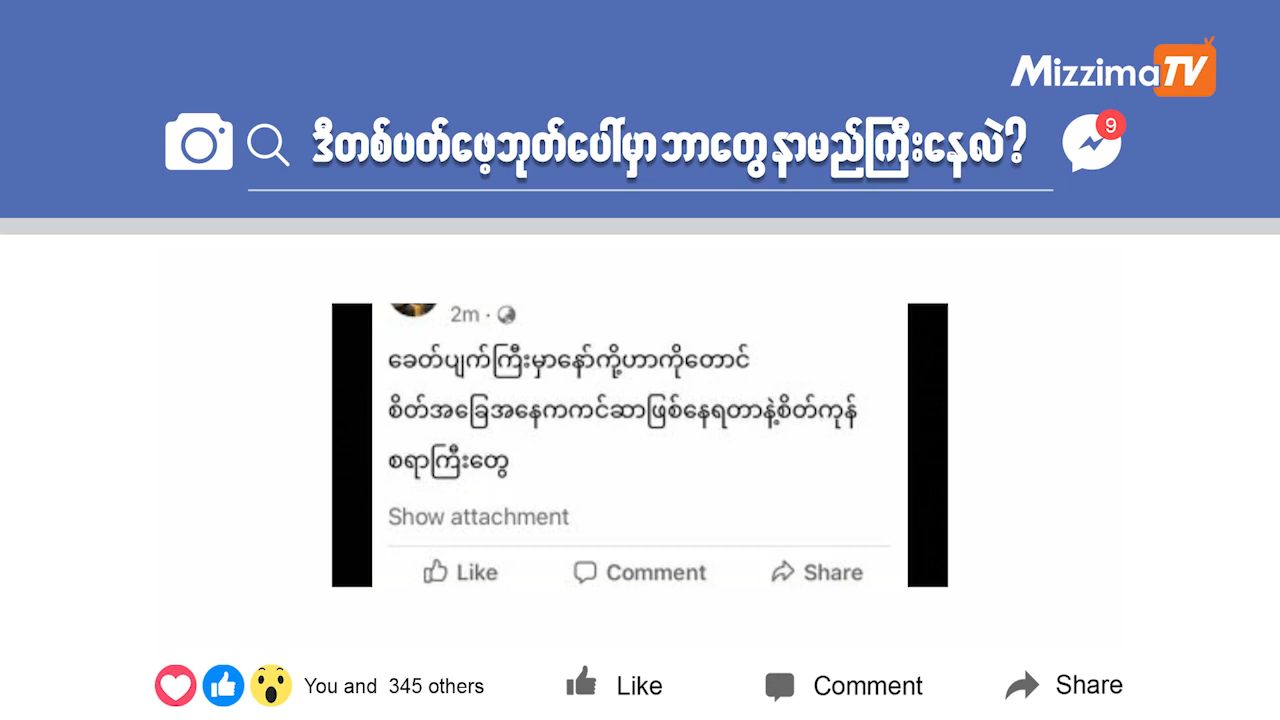 MizzimaTV
ဒီတစ်ပတ်ဖေ့ဘုတ်ပေါ်မှာ ဘာတွေ နာမည်ကြီးနေလဲ?
9
2m ·
ခေတ်ပျက်ကြီးမှာနော်ကို့ဟာကိုတောင်
စိတ်အခြေအနေကကင်ဆာဖြစ်နေရတာနဲ့စိတ်ကုန်
စရာကြီးတွေ
Show attachment
Like Comment Share
You and 345 others Like Comment Share